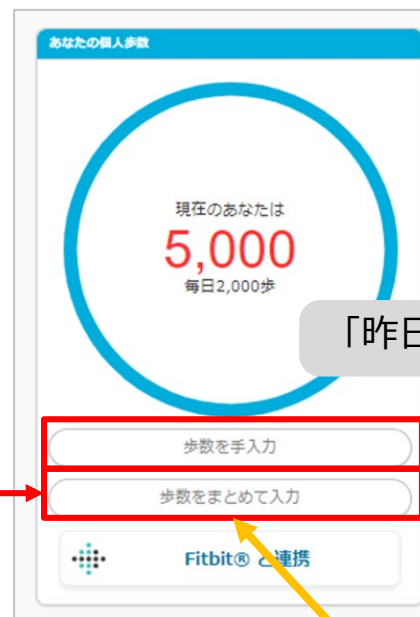 あなたの個人歩数
現在のあなたは
5,000
毎日2,000歩
「昨日
歩数を手入力
歩数をまとめて入力
Fitbit® と連携